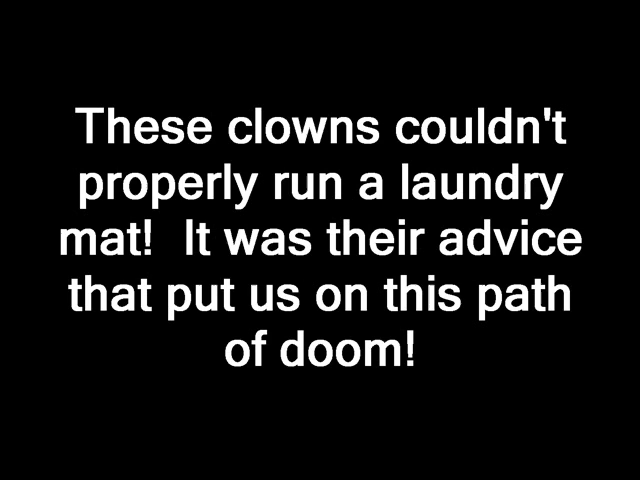 These clowns couldn't
properly run a laundry
mat!  It was their advice
that put us on this path
of doom!